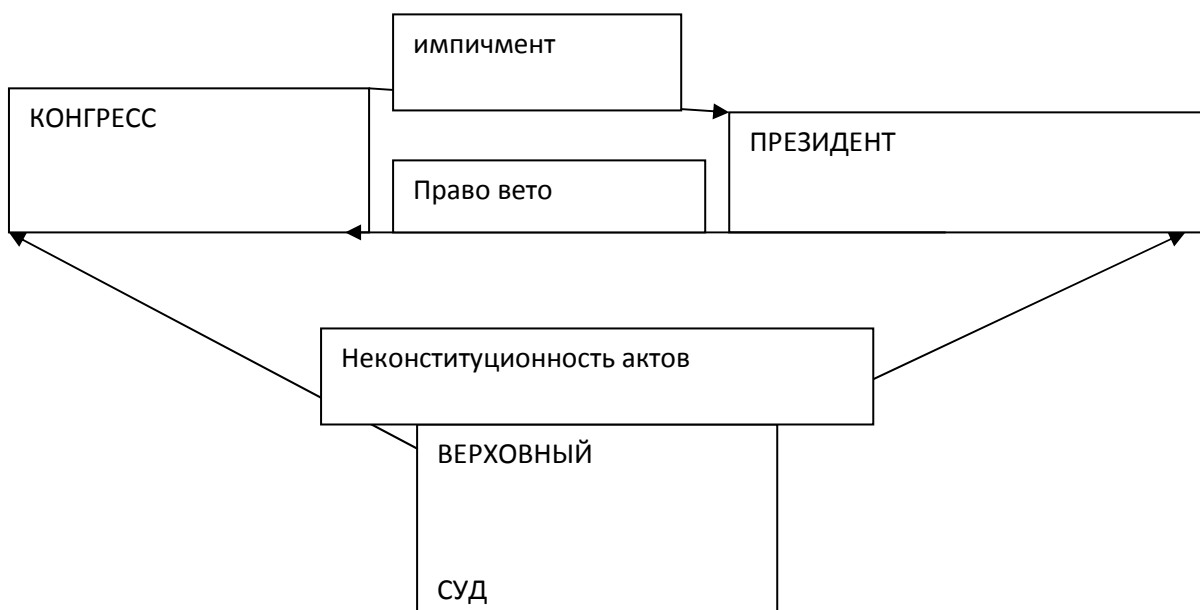 импичмент
КОНГРЕСС
ПРЕЗИДЕНТ
Право вето
Неконституционность актов
ВЕРХОВНЫЙ
СУД